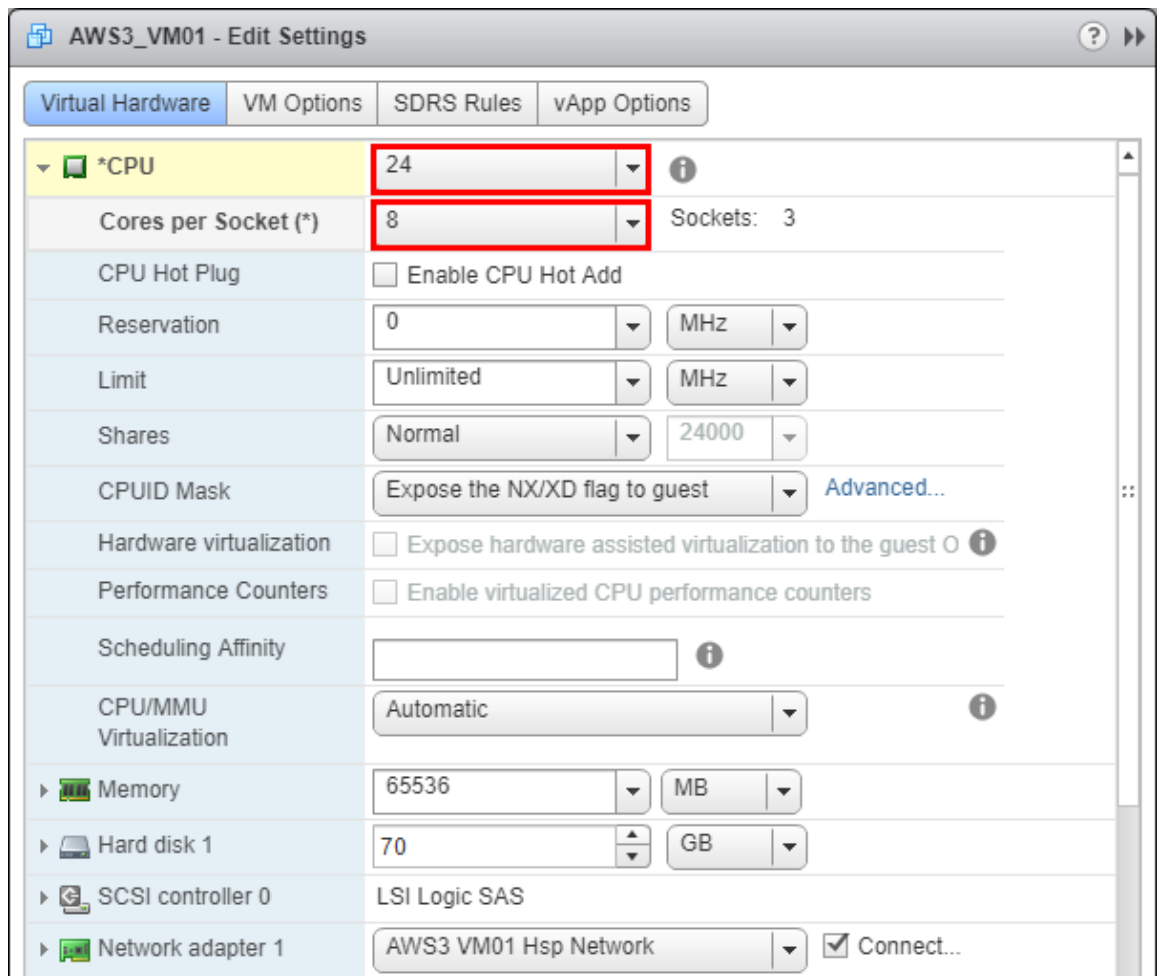 AWS3_VM01 - Edit Settings ?
Virtual Hardware VM Options SDRS Rules vApp Options
*CPU 24
Cores per Socket (*) 8 Sockets: 3
CPU Hot Plug Enable CPU Hot Add
Reservation 0 MHz
Limit Unlimited MHz
Shares Normal 24000
CPUID Mask Expose the NX/XD flag to guest Advanced...
Hardware virtualization Expose hardware assisted virtualization to the guest O
Performance Counters Enable virtualized CPU performance counters
Scheduling Affinity
CPU/MMU Automatic
Virtualization
Memory 65536 MB
Hard disk 1 70 GB
SCSI controller 0 LSI Logic SAS
Network adapter 1 AWS3 VM01 Hsp Network Connect...